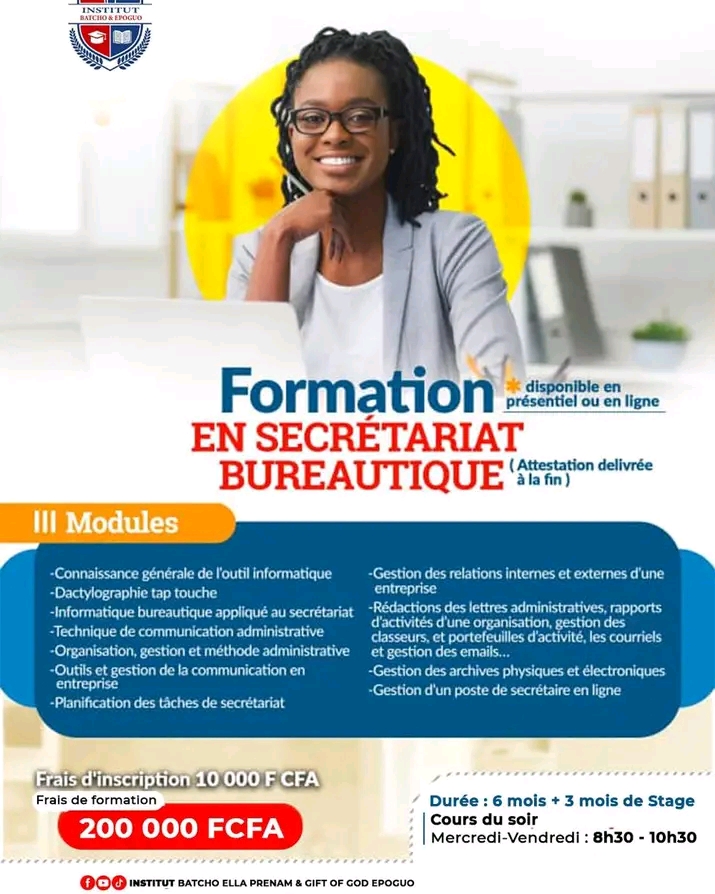 INSTITUT
BATCHO & EPOGUO
Formation
* disponible en
présentiel ou en ligne
EN SECRÉTARIAT
BUREAUTIQUE
( Attestation delivrée
à la fin )
III Modules
-Connaissance générale de l'outil informatique
-Dactylographie tap touche
-Informatique bureautique appliqué au secrétariat
-Technique de communication administrative
-Organisation, gestion et méthode administrative
-Outils et gestion de la communication en
entreprise
-Planification des tâches de secrétariat
-Gestion des relations internes et externes d'une
entreprise
-Rédactions des lettres administratives, rapports
d'activités d'une organisation, gestion des
classeurs, et portefeuilles d'activité, les courriels
et gestion des emails...
-Gestion des archives physiques et électroniques
-Gestion d'un poste de secrétaire en ligne
Frais d'inscription 10 000 F CFA
Frais de formation
200 000 FCFA
Durée : 6 mois + 3 mois de Stage
Cours du soir
Mercredi-Vendredi : 8h30 - 10h30
INSTITUT BATCHO ELLA PRENAM & GIFT OF GOD EPOGUO